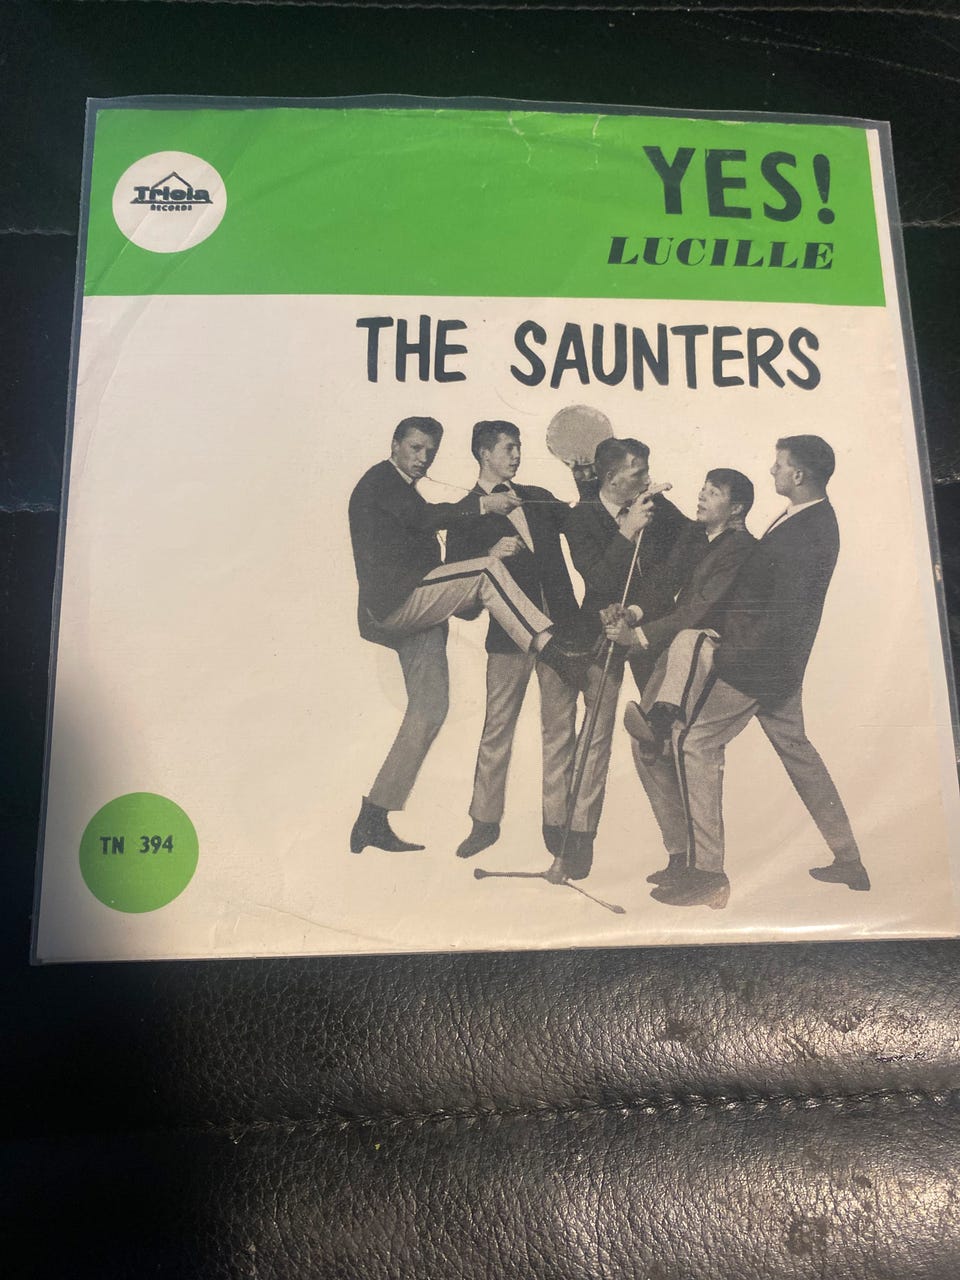 Triola
RECORDS
YES!
LUCILLE
THE SAUNTERS
TN 394